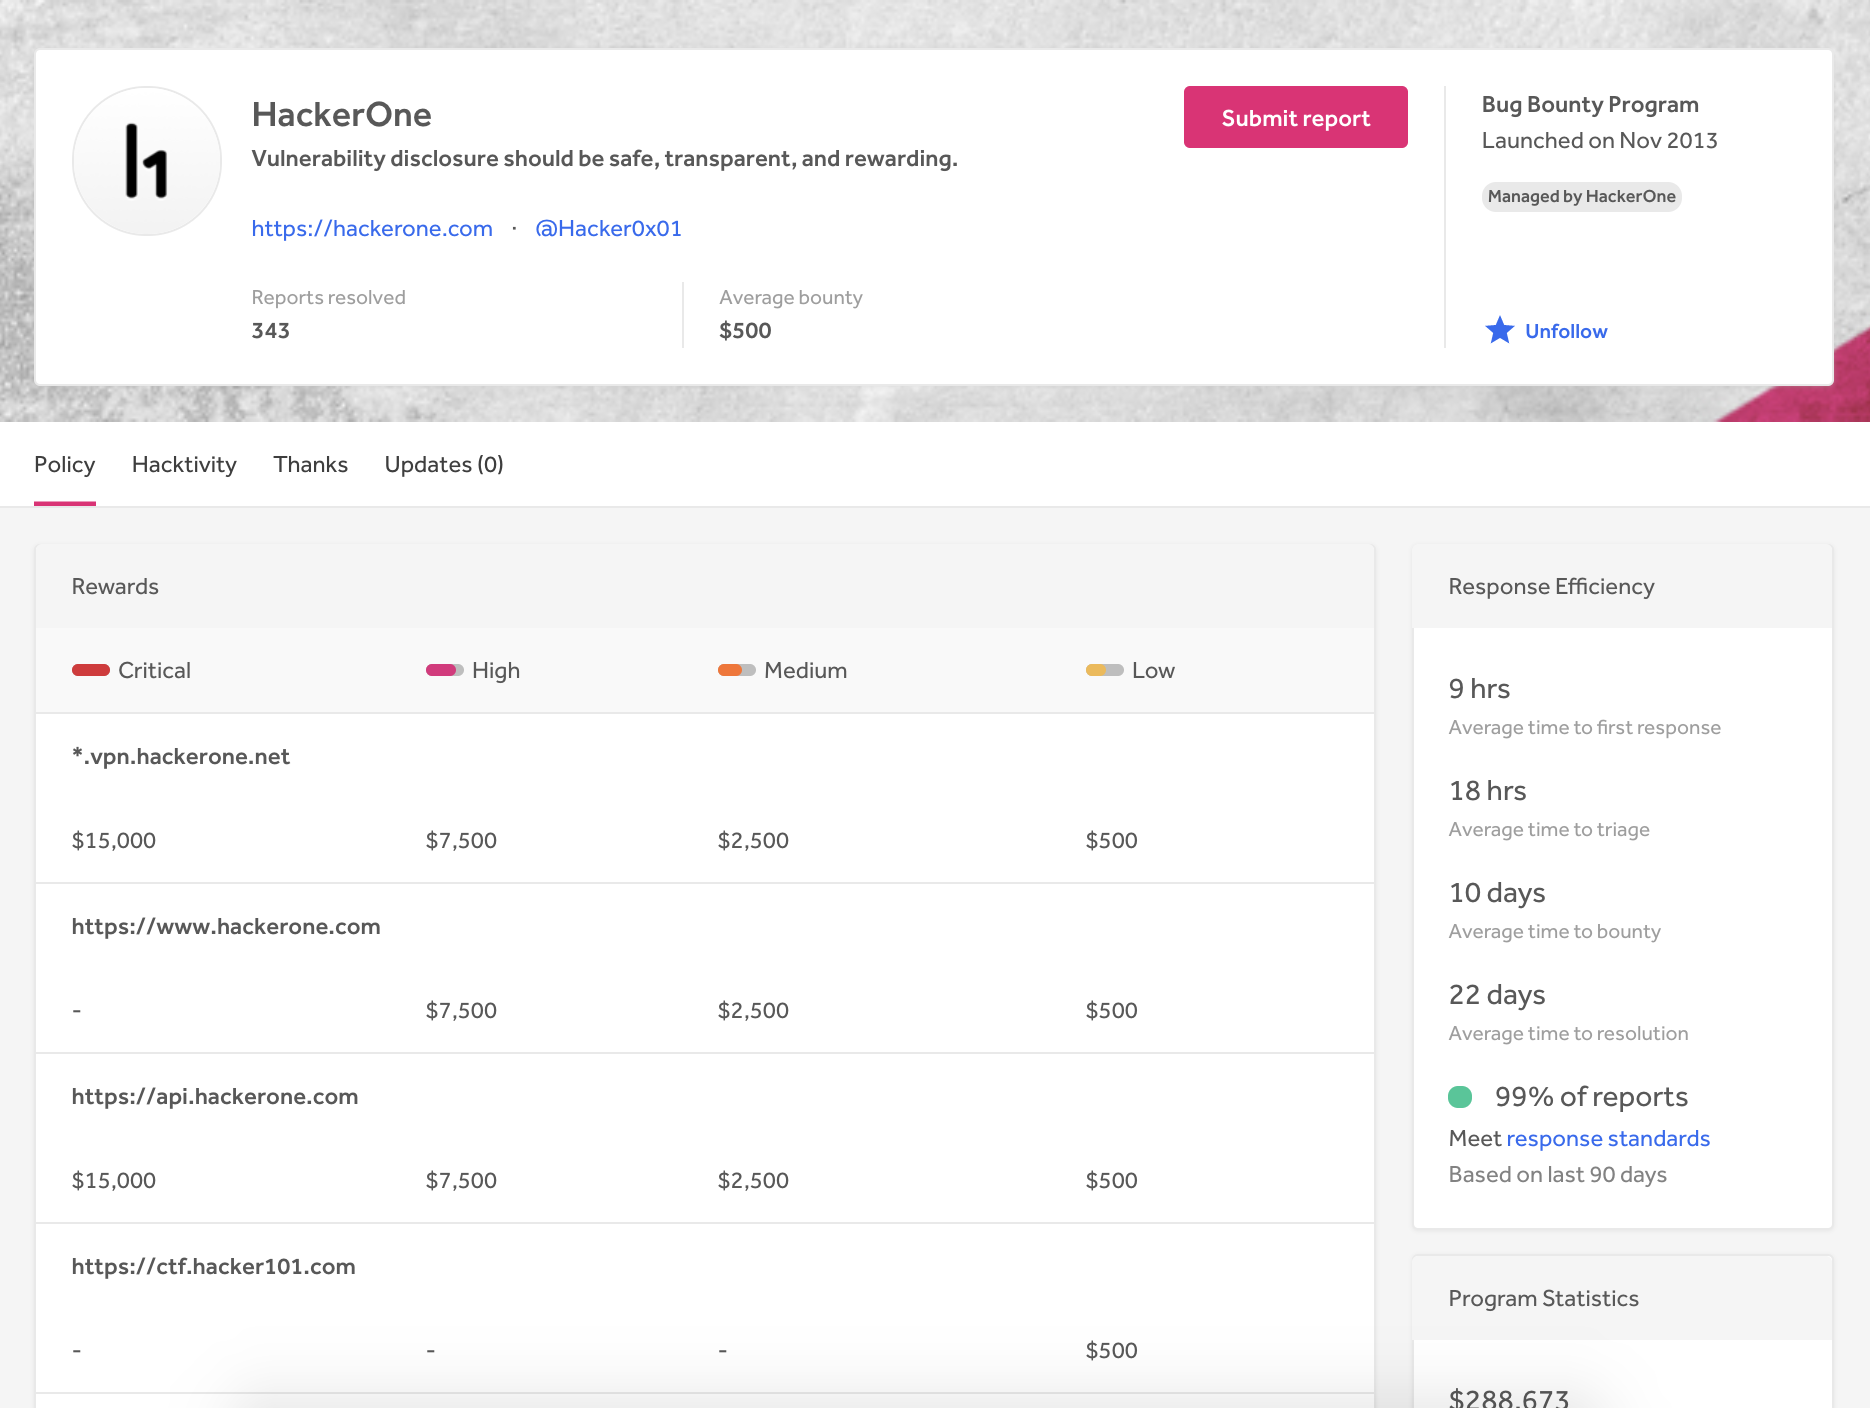 h1
HackerOne
Vulnerability disclosure should be safe, transparent, and rewarding.
https://hackerone.com · @Hacker0x01
Reports resolved
343
Average bounty
$500
Submit report
Bug Bounty Program
Launched on Nov 2013
Managed by HackerOne
Unfollow
Policy Hacktivity Thanks Updates (0)
Rewards
Critical High Medium Low
*.vpn.hackerone.net
$15,000 $7,500 $2,500 $500
https://www.hackerone.com
- $7,500 $2,500 $500
https://api.hackerone.com
$15,000 $7,500 $2,500 $500
https://ctf.hacker101.com
- - - $500
Response Efficiency
9 hrs
Average time to first response
18 hrs
Average time to triage
10 days
Average time to bounty
22 days
Average time to resolution
99% of reports
Meet response standards
Based on last 90 days
Program Statistics
$288,673